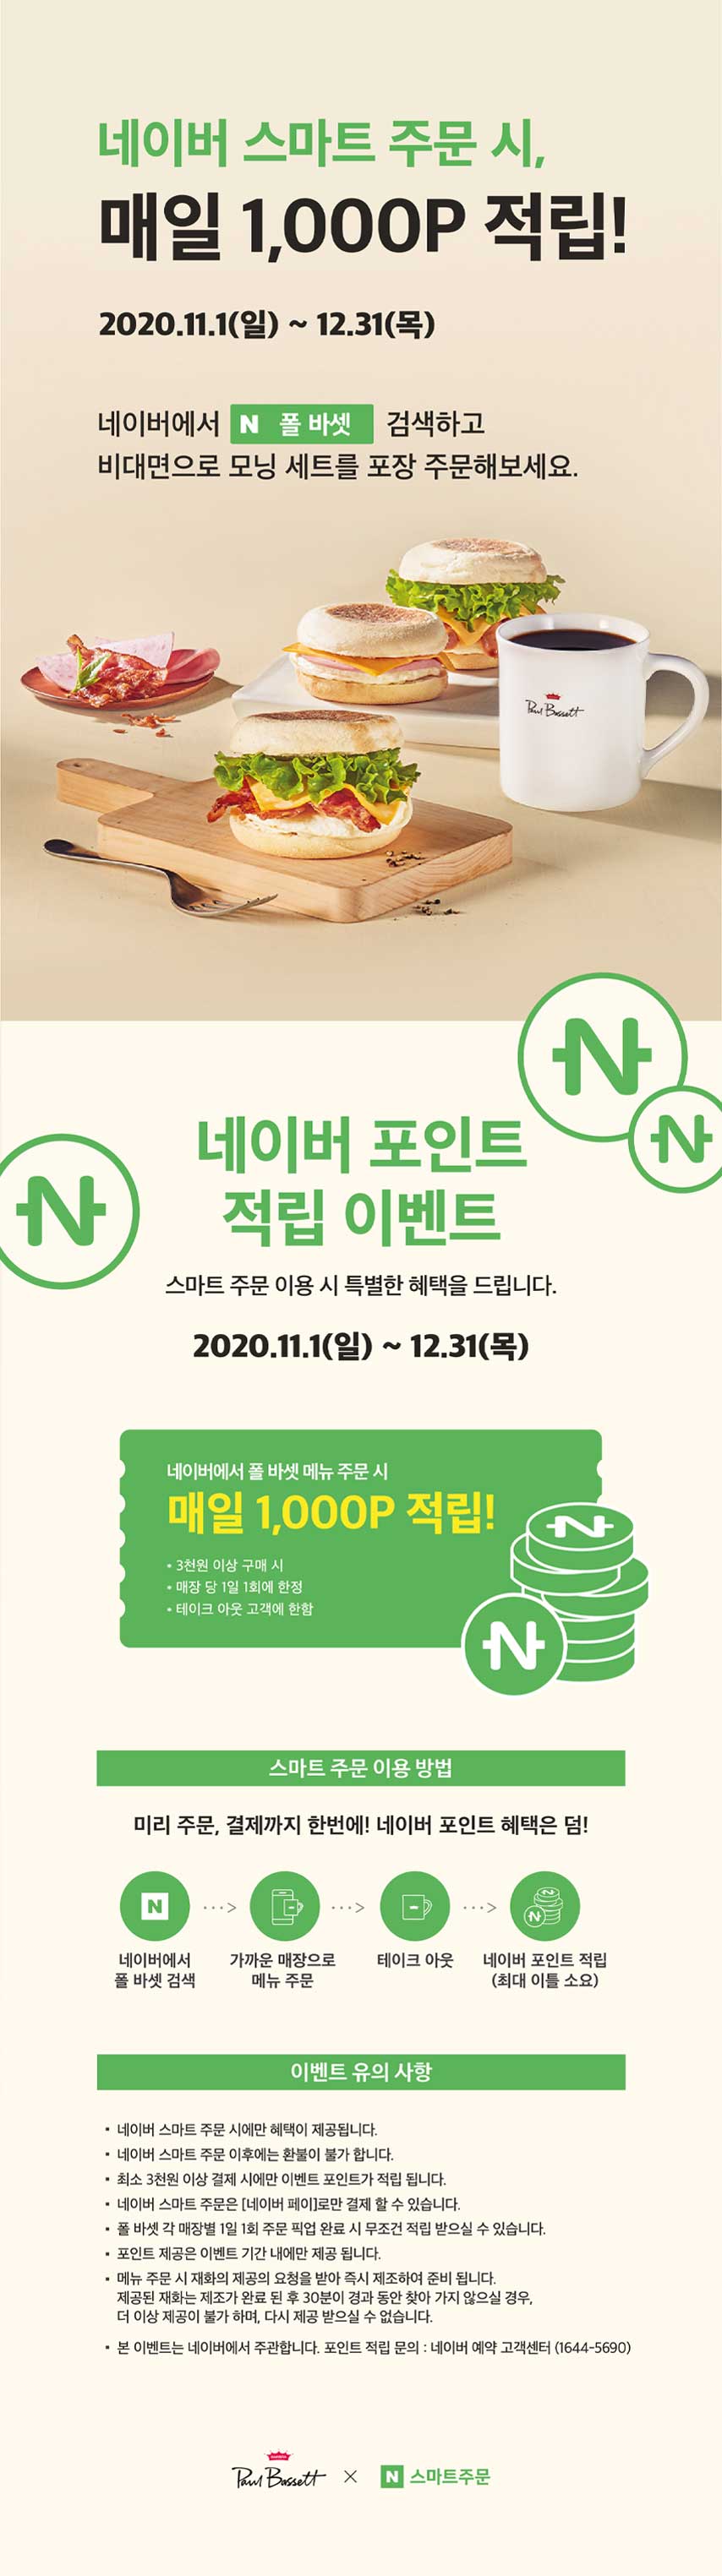 네이버 스마트 주문 시,
매일 1,000P 적립!
2020.11.1(일) ~ 12.31(목)
네이버에서 N 폴 바셋 검색하고
비대면으로 모닝 세트를 포장 주문해보세요.
Paul Bassett
N
N
N
네이버 포인트
적립 이벤트
스마트 주문 이용 시 특별한 혜택을 드립니다.
2020.11.1(일) ~ 12.31(목)
네이버에서 폴 바셋 메뉴 주문 시
매일 1,000P 적립!
• 3천원 이상 구매 시
• 매장 당 1일 1회에 한정
• 테이크 아웃 고객에 한함
N
N
스마트 주문 이용 방법
미리 주문, 결제까지 한번에! 네이버 포인트 혜택은 덤!
N
N
N
네이버에서
폴 바셋 검색
가까운 매장으로
메뉴 주문
테이크 아웃
네이버 포인트 적립
(최대 이틀 소요)
이벤트 유의 사항
• 네이버 스마트 주문 시에만 혜택이 제공됩니다.
• 네이버 스마트 주문 이후에는 환불이 불가 합니다.
• 최소 3천원 이상 결제 시에만 이벤트 포인트가 적립 됩니다.
• 네이버 스마트 주문은 [네이버 페이]로만 결제 할 수 있습니다.
• 폴 바셋 각 매장별 1일 1회 주문 픽업 완료 시 무조건 적립 받으실 수 있습니다.
• 포인트 제공은 이벤트 기간 내에만 제공 됩니다.
• 메뉴 주문 시 재화의 제공의 요청을 받아 즉시 제조하여 준비 됩니다.
제공된 재화는 제조가 완료 된 후 30분이 경과 동안 찾아 가지 않으실 경우,
더 이상 제공이 불가 하며, 다시 제공 받으실 수 없습니다.
• 본 이벤트는 네이버에서 주관합니다. 포인트 적립 문의 : 네이버 예약 고객센터 (1644-5690)
Paul Bassett × N 스마트주문